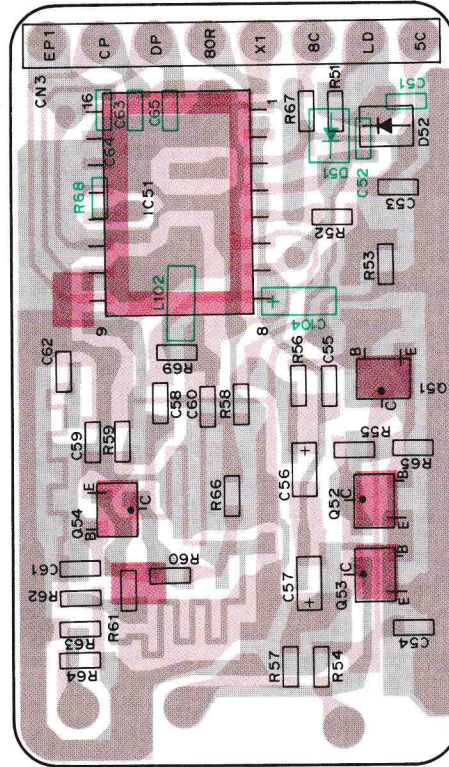 EP1 CP DP 80R X1 8C LD 5C
CN3
16
C64
C63
C65
1
R67
R51
C51
D51
C52
D52
R68
IC51
R52
C53
L102
C104
R53
9
8
C62
R69
R56
C55
B
E
C
Q51
C59
R59
C58
C60
R58
R55
R65
Q54
E
B
C
R66
C56
+
Q52
C
B
E
C61
R62
R63
R64
R61
R60
C57
+
Q53
C
B
E
R57
R54
C54